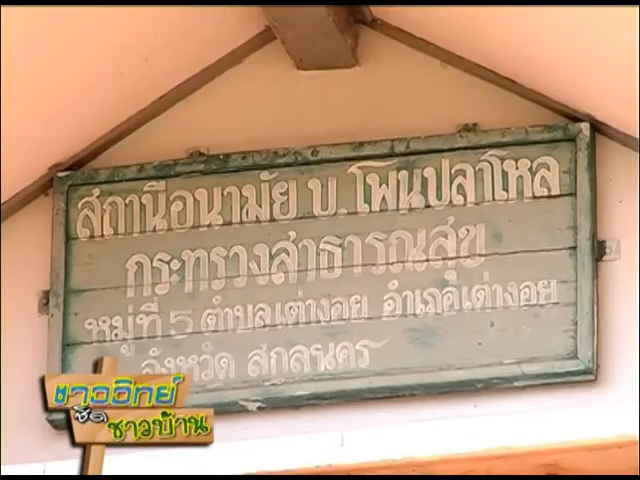 สถานีอนามัย บ.โพนปลาโหล
กระทรวงสาธารณสุข
หมู่ที่ 5 ตำบลเต่างอย อำเภอเต่างอย
จังหวัด สกลนคร
ชาววิทย์
ชิด
ชาวบ้าน